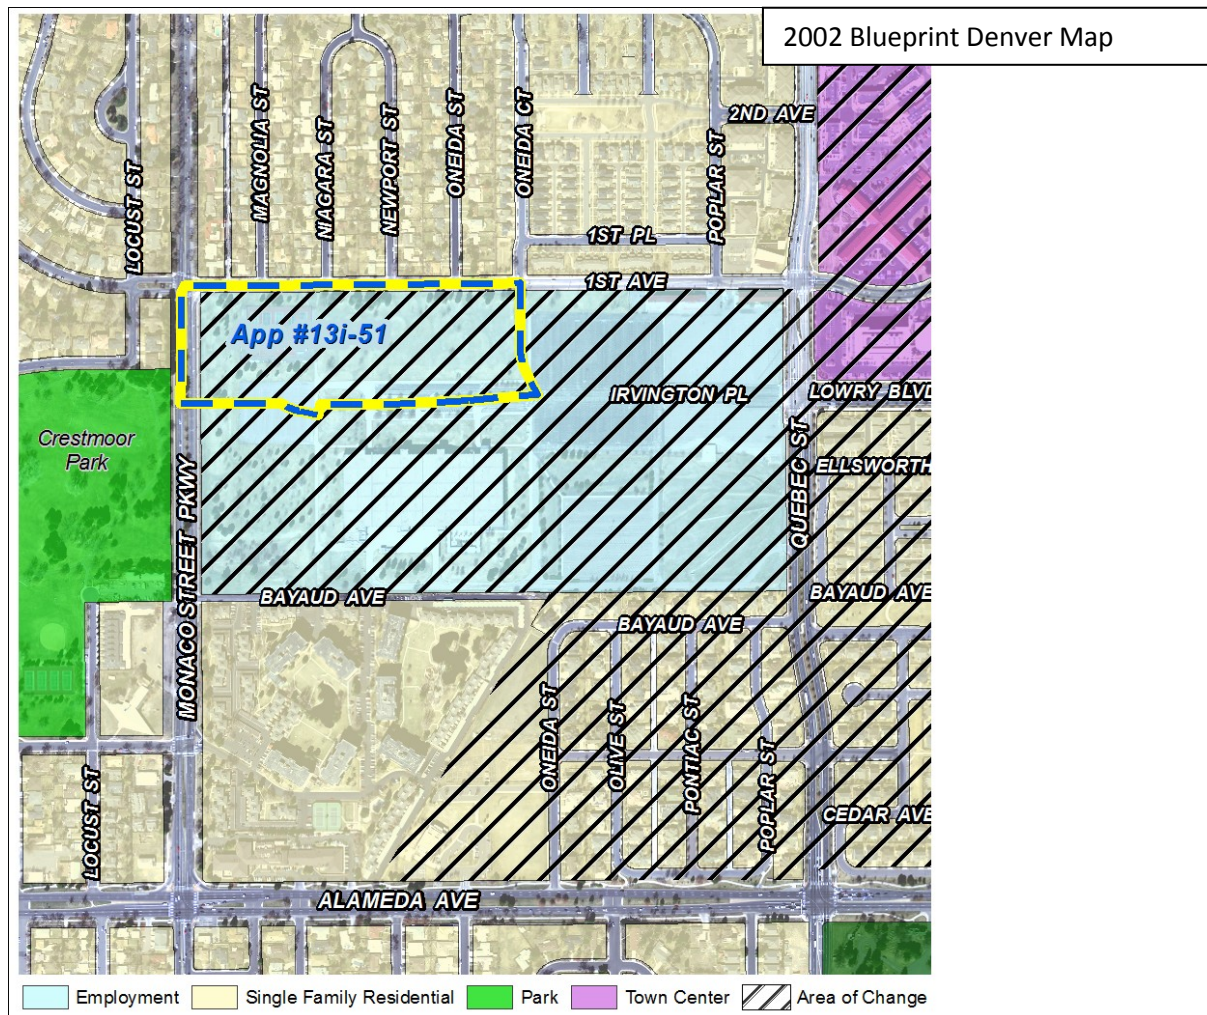 2002 Blueprint Denver Map
2ND AVE
MAGNOLIA ST
NIAGARA ST
NEWPORT ST
ONEIDA ST
ONEIDA CT
POPLAR ST
LOCUST ST
1ST PL
1ST AVE
App #13i-51
IRVINGTON PL
LOWRY BLVD
Crestmoor
Park
ELLSWORTH
QUEBEC ST
MONACO STREET PKWY
BAYAUD AVE
BAYAUD AVE
BAYAUD AVE
ONEIDA ST
OLIVE ST
PONTIAC ST
POPLAR ST
LOCUST ST
CEDAR AVE
ALAMEDA AVE
Employment
Single Family Residential
Park
Town Center
Area of Change